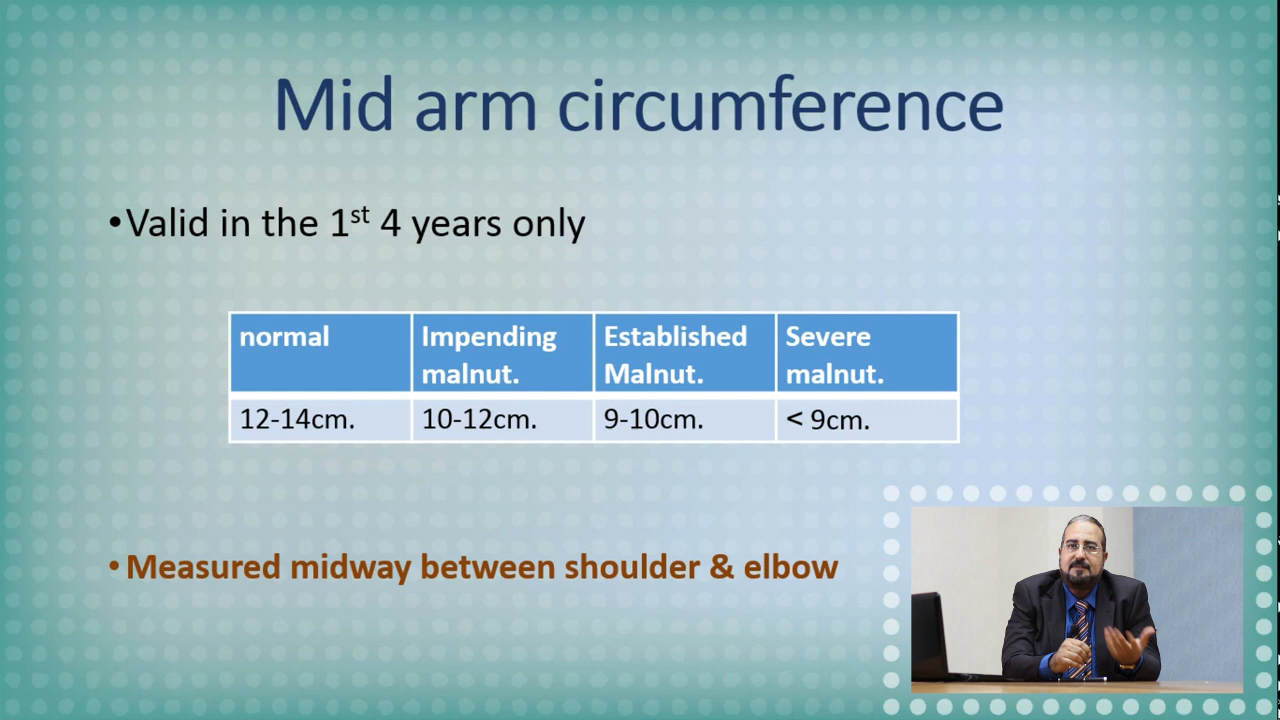 Mid arm circumference
•Valid in the 1st 4 years only
normal
Impending malnut.
Established Malnut.
Severe malnut.
12-14cm.
10-12cm.
9-10cm.
< 9cm.
•Measured midway between shoulder & elbow